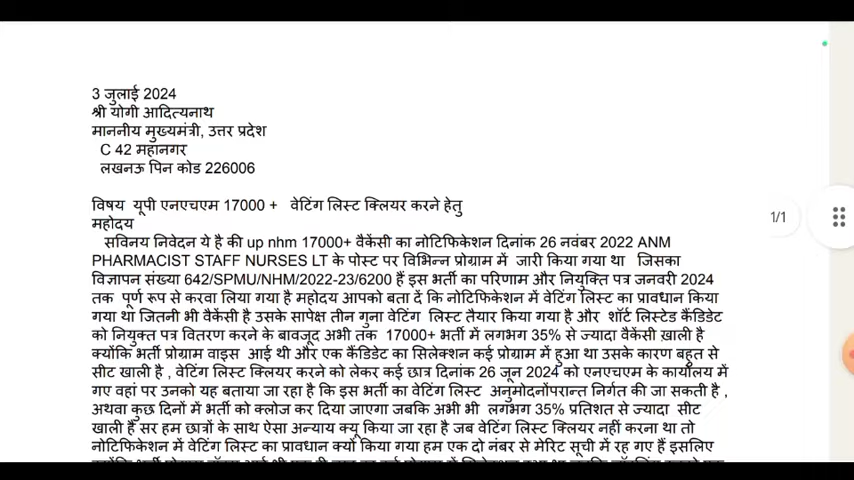 3 जुलाई 2024
श्री योगी आदित्यनाथ
माननीय मुख्यमंत्री, उत्तर प्रदेश
C 42 महानगर
लखनऊ पिन कोड 226006
विषय यूपी एनएचएम 17000 + वेटिंग लिस्ट क्लियर करने हेतु
महोदय
सविनय निवेदन ये है की up nhm 17000+ वैकेंसी का नोटिफिकेशन दिनांक 26 नवंबर 2022 ANM
PHARMACIST STAFF NURSES LT के पोस्ट पर विभिन्न प्रोग्राम में जारी किया गया था जिसका
विज्ञापन संख्या 642/SPMU/NHM/2022-23/6200 हैं इस भर्ती का परिणाम और नियुक्ति पत्र जनवरी 2024
तक पूर्ण रूप से करवा लिया गया है महोदय आपको बता दें कि नोटिफिकेशन में वेटिंग लिस्ट का प्रावधान किया
गया था जितनी भी वैकेंसी है उसके सापेक्ष तीन गुना वेटिंग लिस्ट तैयार किया गया है और शॉर्ट लिस्टेड कैंडिडेट
को नियुक्त पत्र वितरण करने के बावजूद अभी तक 17000+ भर्ती में लगभग 35% से ज्यादा वैकेंसी ख़ाली है
क्योंकि भर्ती प्रोग्राम वाइस आई थी और एक कैंडिडेट का सिलेक्शन कई प्रोग्राम में हुआ था उसके कारण बहुत से
सीट खाली है , वेटिंग लिस्ट क्लियर करने को लेकर कई छात्र दिनांक 26 जून 2024 को एनएचएम के कार्यालय में
गए वहां पर उनको यह बताया जा रहा है कि इस भर्ती का वेटिंग लिस्ट अनुमोदनोंपरान्त निर्गत की जा सकती है ,
अथवा कुछ दिनों में भर्ती को क्लोज कर दिया जाएगा जबकि अभी भी लगभग 35% प्रतिशत से ज्यादा सीट
खाली है सर हम छात्रों के साथ ऐसा अन्याय क्यू किया जा रहा है जब वेटिंग लिस्ट क्लियर नहीं करना था तो
नोटिफिकेशन में वेटिंग लिस्ट का प्रावधान क्यों किया गया हम एक दो नंबर से मेरिट सूची में रह गए हैं इसलिए
1/1